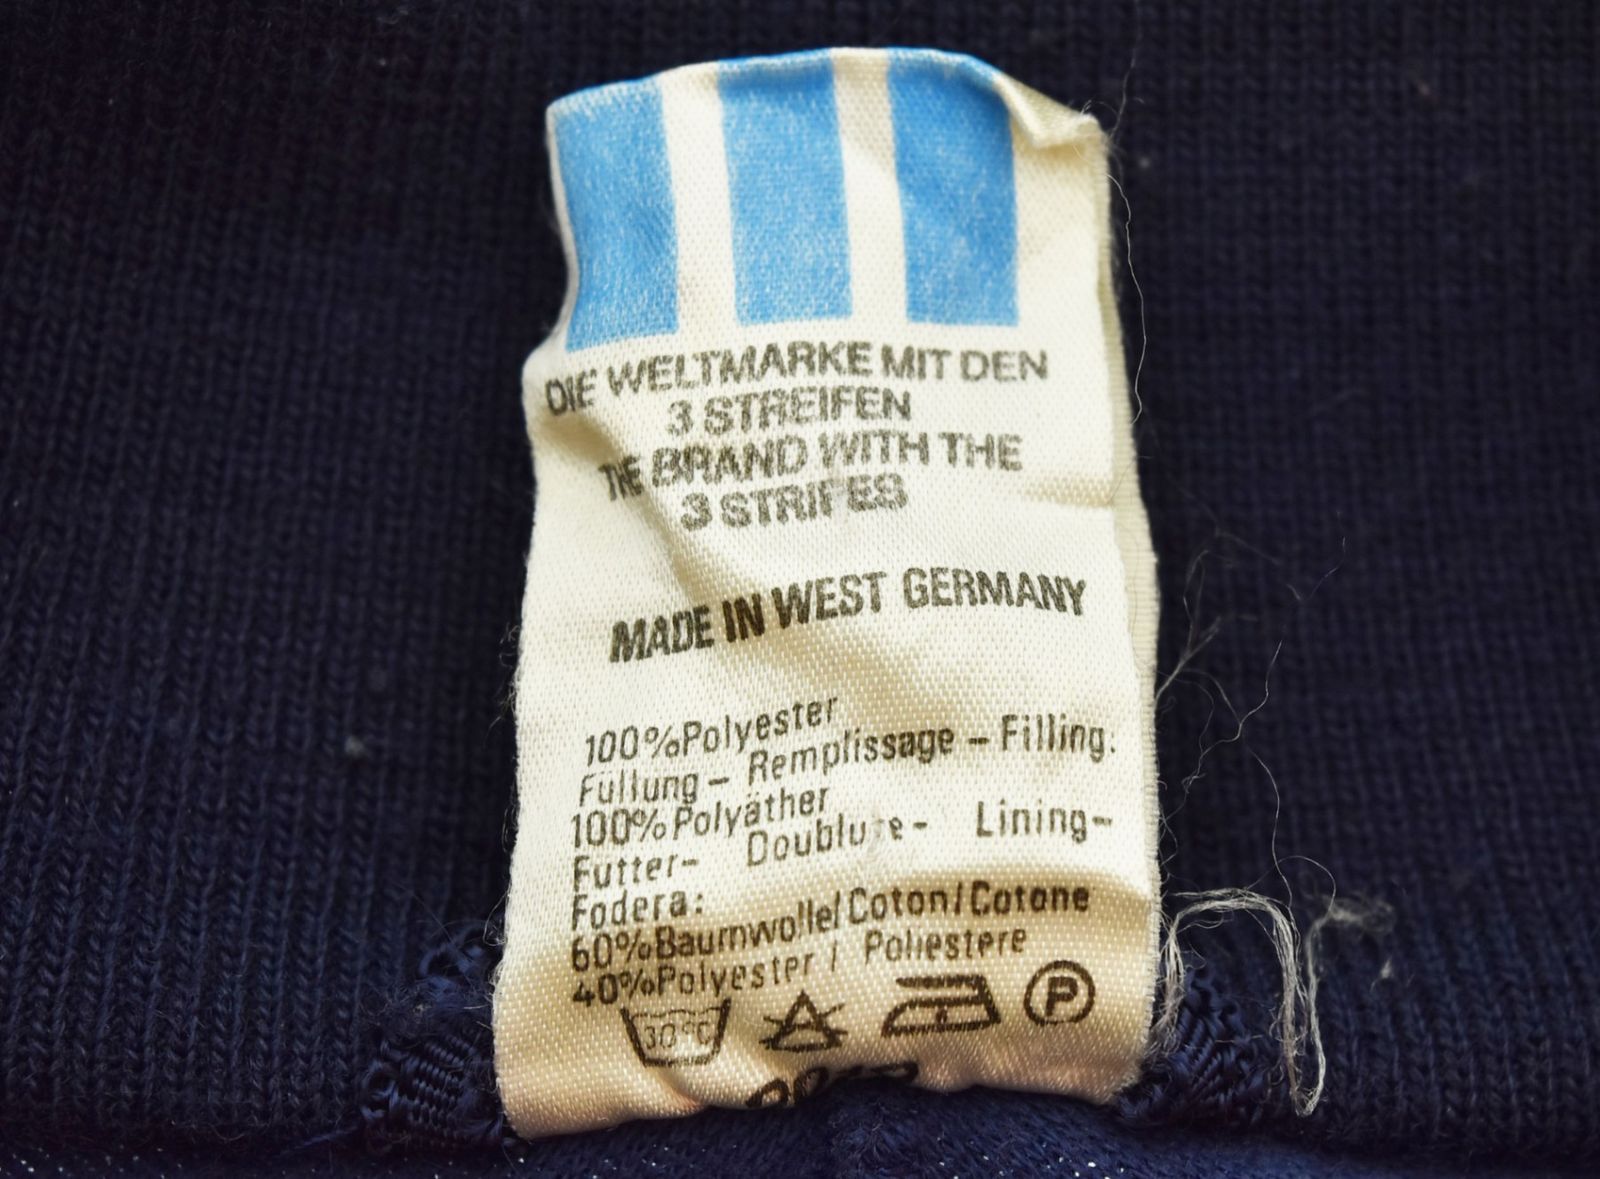 DIE WELTMARKE MIT DEN
3 STREIFEN
THE BRAND WITH THE
3 STRIPES
MADE IN WEST GERMANY
100%Polyester
Füllung - Remplissage - Filling:
100%Polyäther
Futter- Doublure- Lining-
Fodera:
60%Baumwolle/Coton/Cotone
40%Polyester / Poliestere
30°C
P